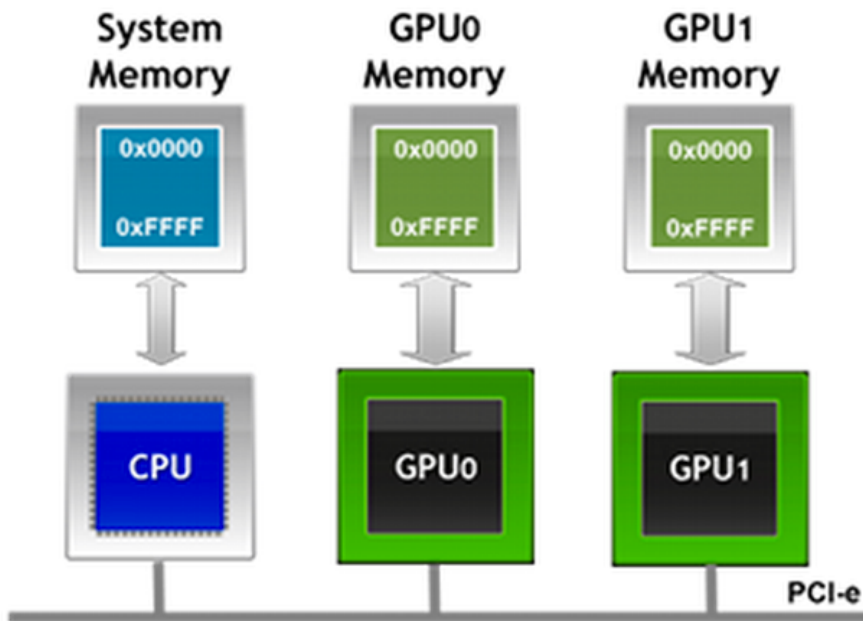 System
Memory
GPU0
Memory
GPU1
Memory
0x0000
0xFFFF
0x0000
0xFFFF
0x0000
0xFFFF
CPU
GPU0
GPU1
PCI-e